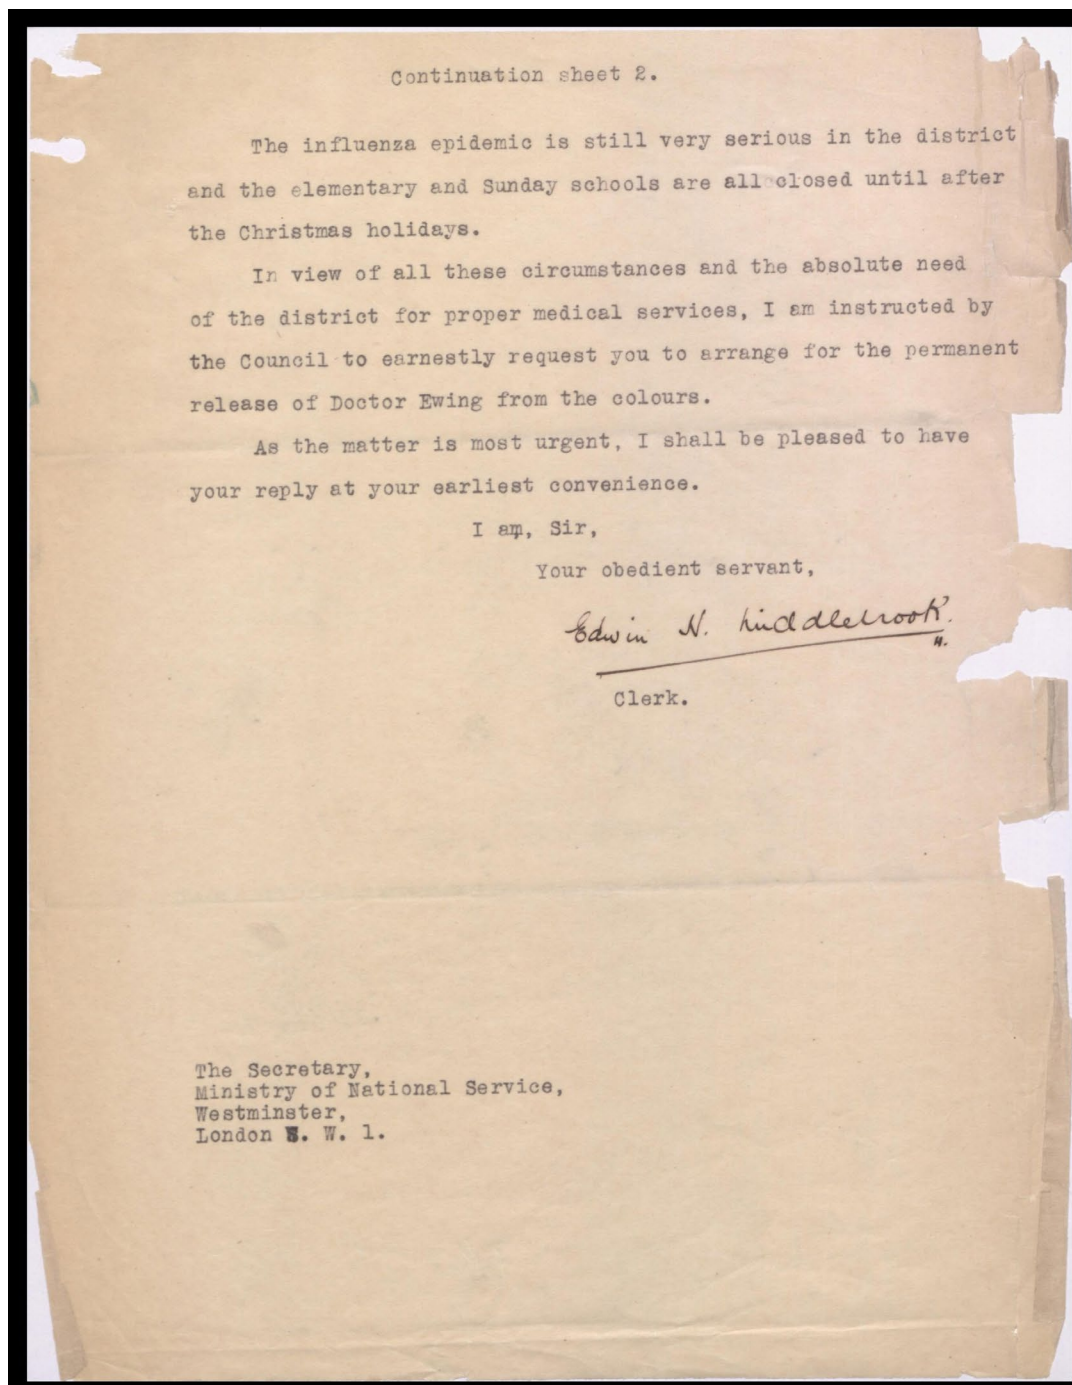 Continuation sheet 2.
The influenza epidemic is still very serious in the district
and the elementary and Sunday schools are all closed until after
the Christmas holidays.
In view of all these circumstances and the absolute need
of the district for proper medical services, I am instructed by
the Council to earnestly request you to arrange for the permanent
release of Doctor Ewing from the colours.
As the matter is most urgent, I shall be pleased to have
your reply at your earliest convenience.
I am, Sir,
Your obedient servant,
Edwin N. Middlebrook.
H.
Clerk.
The Secretary,
Ministry of National Service,
Westminster,
London S. W. 1.